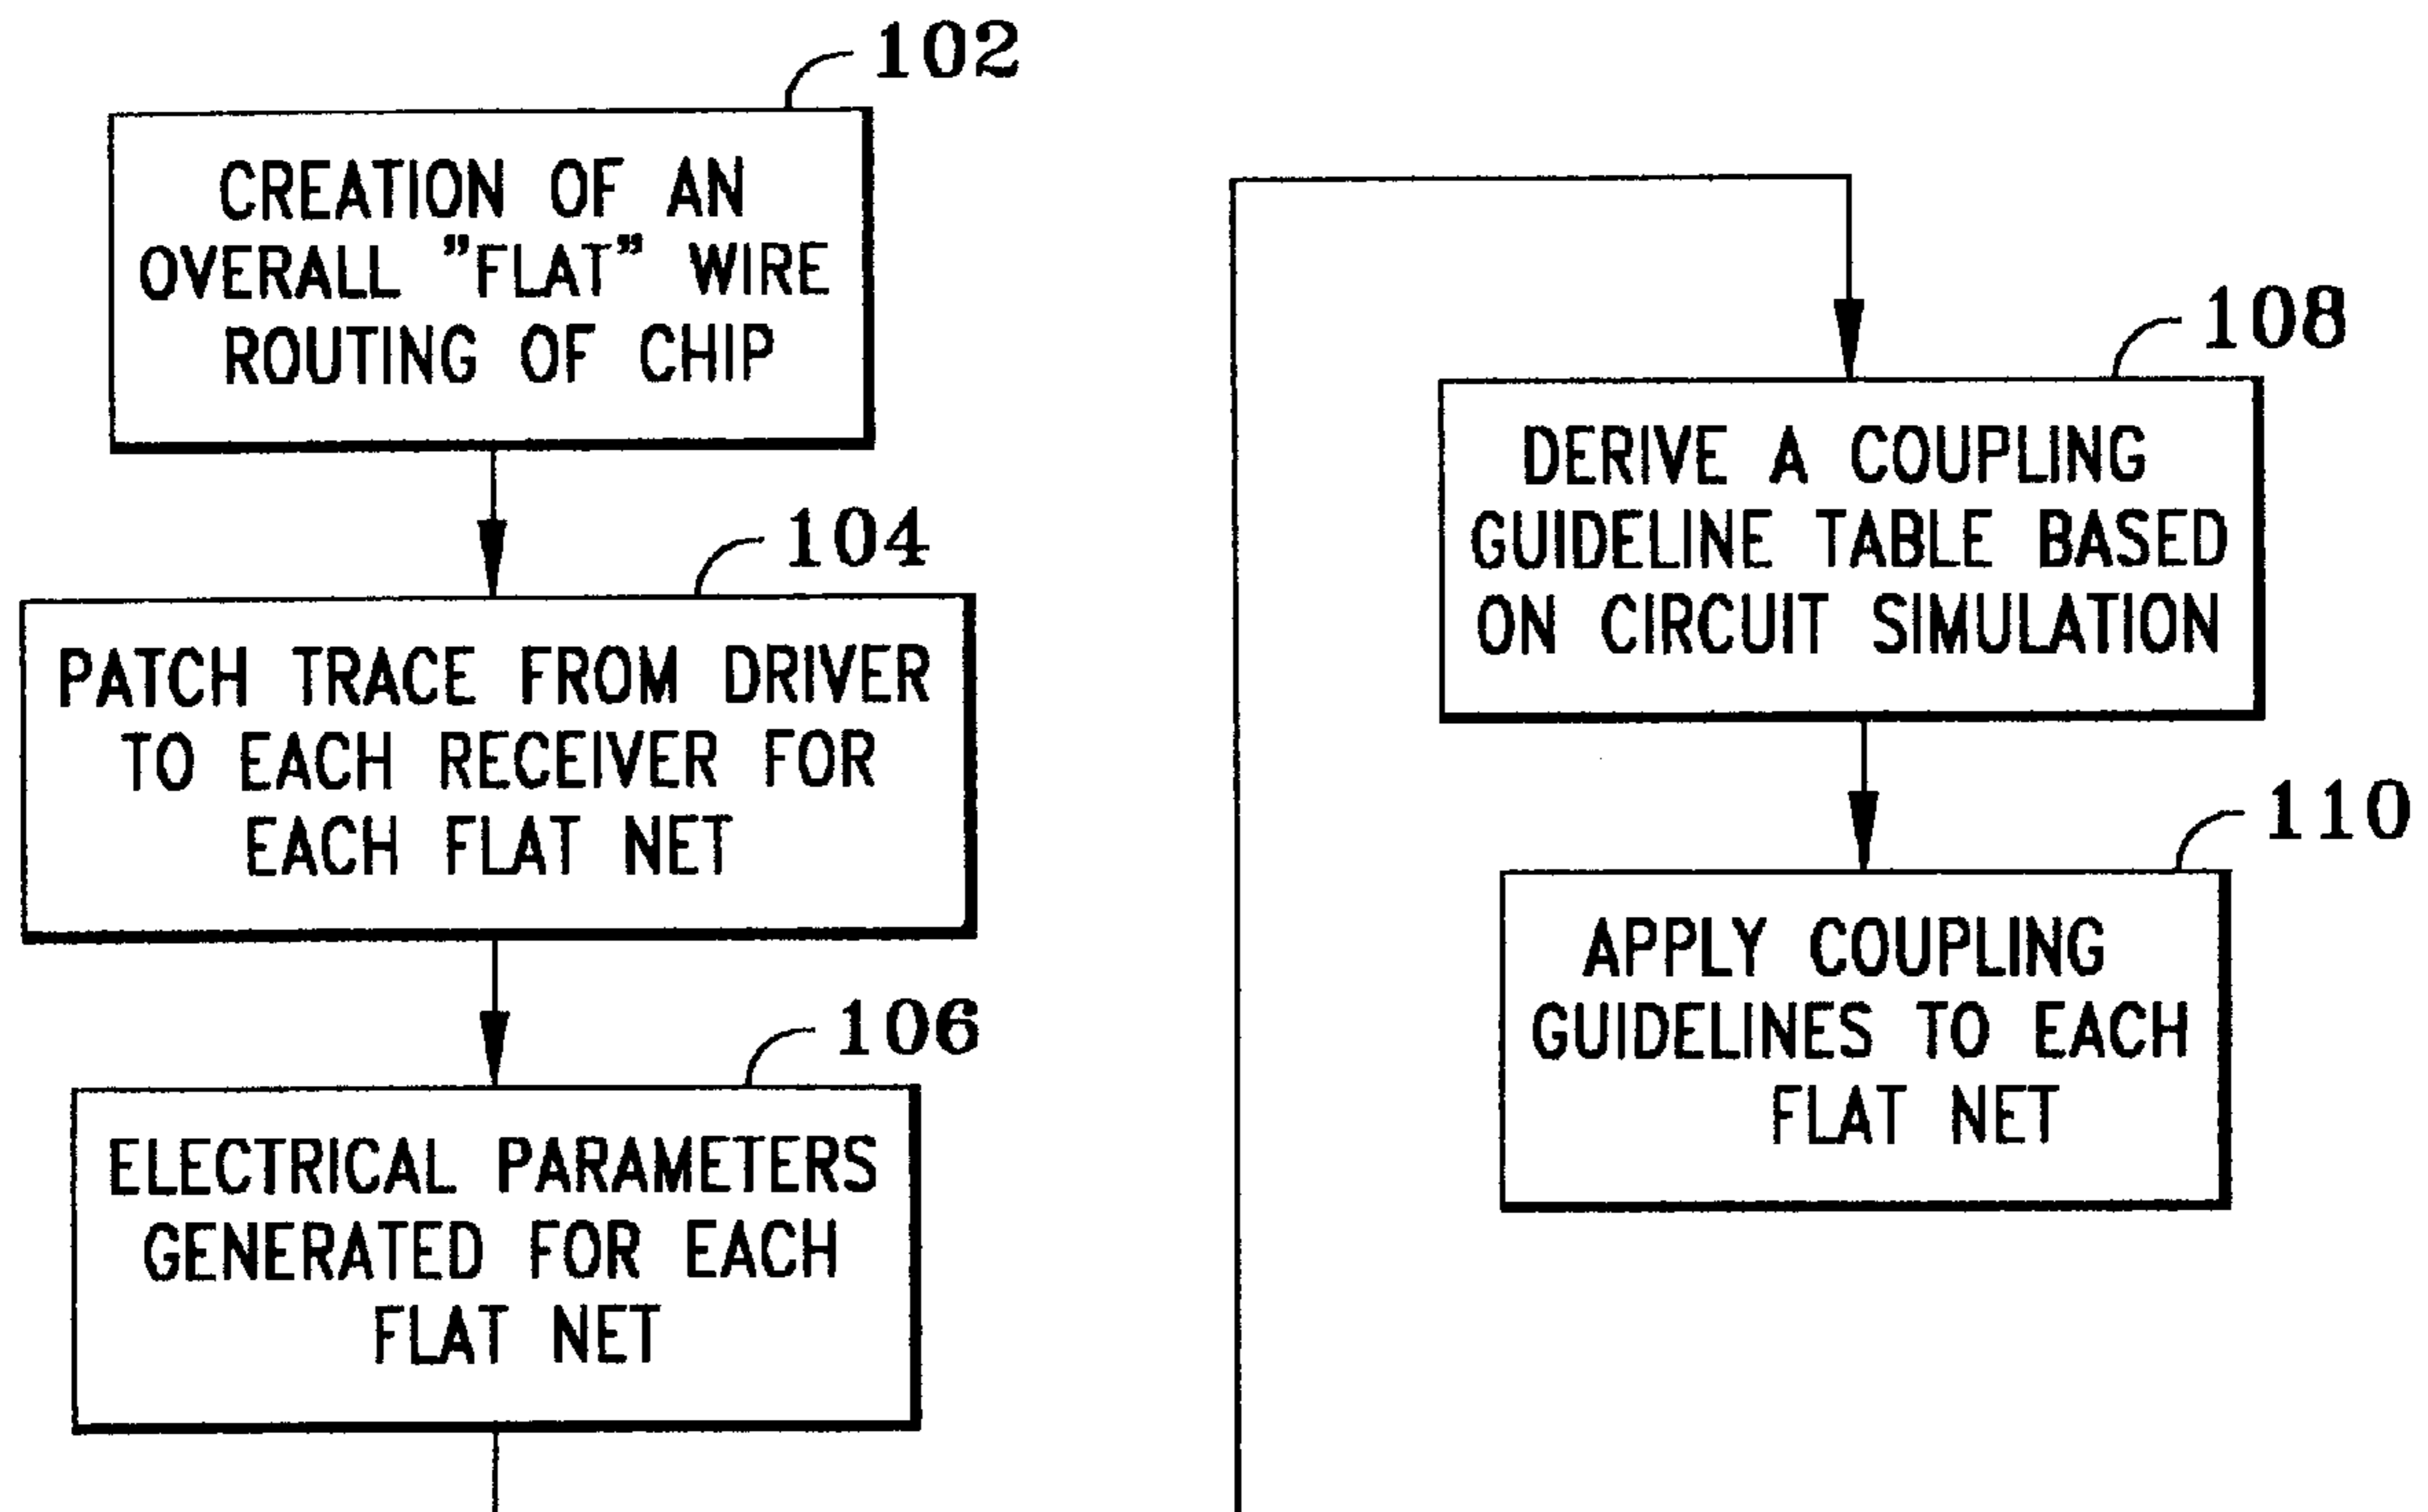 102
CREATION OF AN
OVERALL "FLAT" WIRE
ROUTING OF CHIP
104
PATCH TRACE FROM DRIVER
TO EACH RECEIVER FOR
EACH FLAT NET
106
ELECTRICAL PARAMETERS
GENERATED FOR EACH
FLAT NET
108
DERIVE A COUPLING
GUIDELINE TABLE BASED
ON CIRCUIT SIMULATION
110
APPLY COUPLING
GUIDELINES TO EACH
FLAT NET